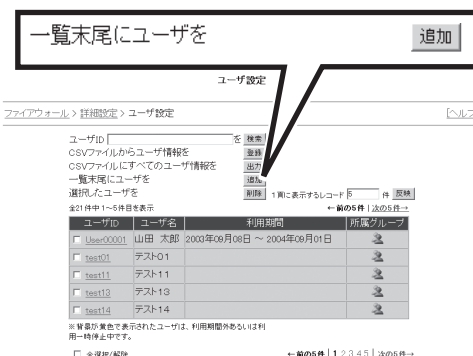 一覧末尾にユーザを 追加
ユーザ設定
ファイアウォール > 詳細設定 > ユーザ設定 [ヘルプ
ユーザID を 検索
CSVファイルからユーザ情報を 登録
CSVファイルにすべてのユーザ情報を 出力
一覧末尾にユーザを 追加
選択したユーザを 削除 1頁に表示するレコード 5 件 反映
全21件中 1～5件目を表示 ←前の5件 | 次の5件→
ユーザID ユーザ名 利用期間 所属グループ
User00001 山田 太郎 2003年09月08日 ～ 2004年09月01日
test01 テスト01
test11 テスト11
test13 テスト13
test14 テスト14
※背景が黄色で表示されたユーザは、利用期間外あるいは利
用一時停止中です。
全選択/解除 ←前の5件 | 1 2 3 4 5 | 次の5件→